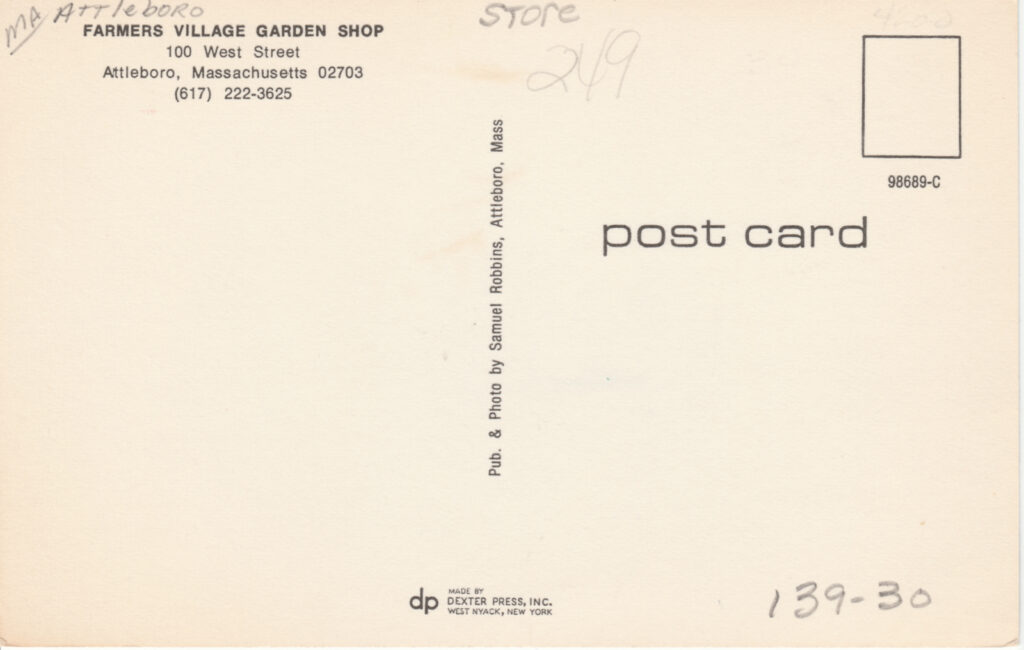 MA Attleboro
STORE
FARMERS VILLAGE GARDEN SHOP
100 West Street
Attleboro, Massachusetts 02703
(617) 222-3625
249
98689-C
post card
Pub. & Photo by Samuel Robbins, Attleboro, Mass
dp
MADE BY
DEXTER PRESS, INC.
WEST NYACK, NEW YORK
139-30